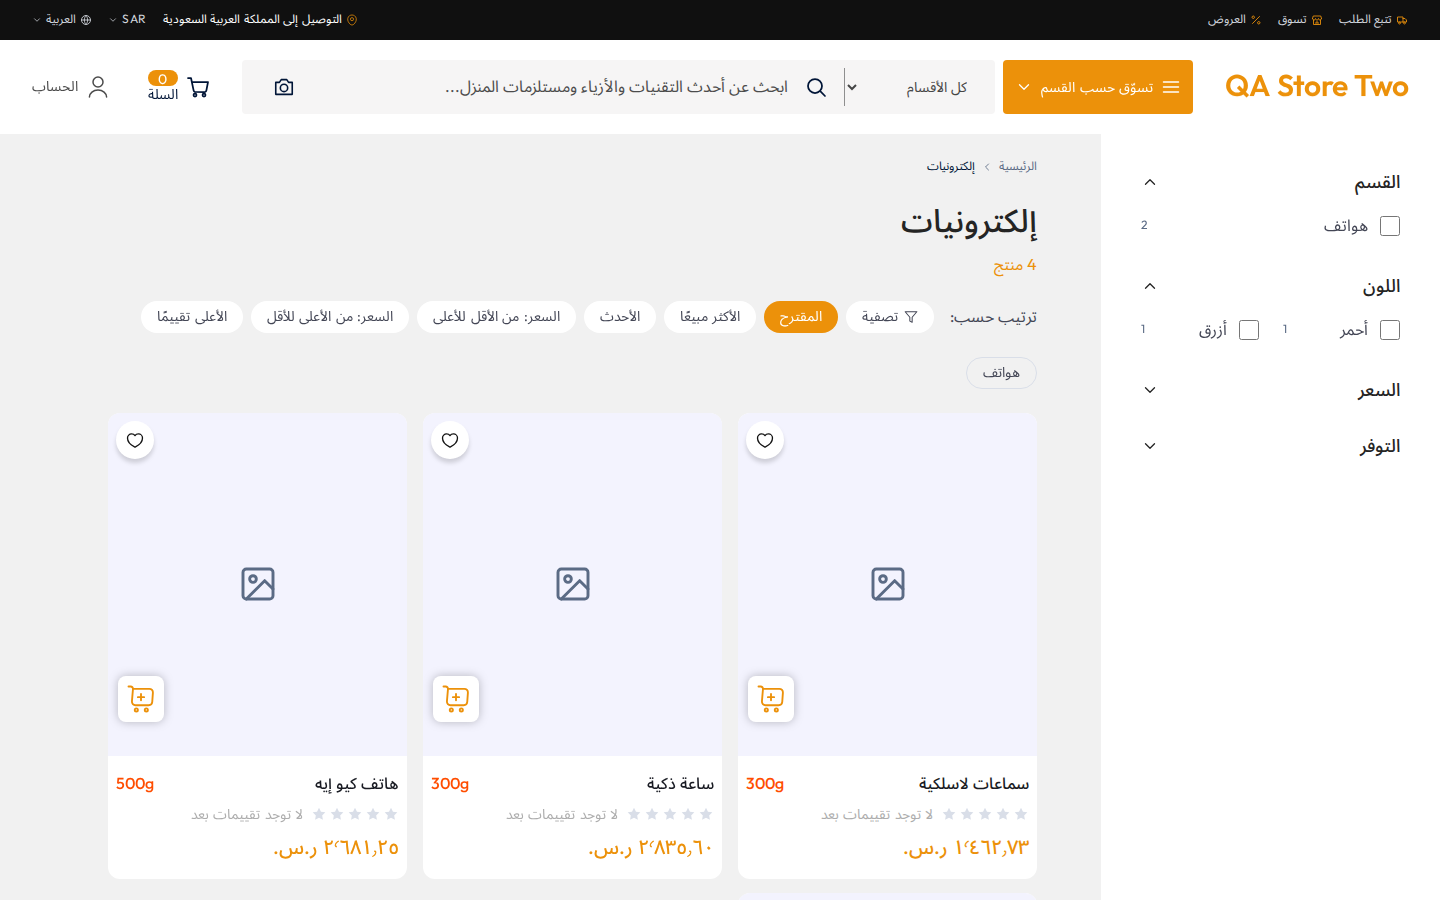 تتبع الطلب
تسوق
العروض
التوصيل إلى المملكة العربية السعودية
SAR
العربية
QA Store Two
تسوّق حسب القسم
كل الأقسام
ابحث عن أحدث التقنيات والأزياء ومستلزمات المنزل...
0
السلة
الحساب
القسم
هواتف 2
اللون
أحمر 1 أزرق 1
السعر
التوفر
الرئيسية
إلكترونيات
إلكترونيات
4 منتج
ترتيب حسب:
تصفية
المقترح
الأكثر مبيعًا
الأحدث
السعر: من الأقل للأعلى
السعر: من الأعلى للأقل
الأعلى تقييمًا
هواتف
سماعات لاسلكية 300g
لا توجد تقييمات بعد
١٬٤٦٢٫٧٣ ر.س.
ساعة ذكية 300g
لا توجد تقييمات بعد
٢٬٨٣٥٫٦٠ ر.س.
هاتف كيو إيه 500g
لا توجد تقييمات بعد
٢٬٦٨١٫٢٥ ر.س.